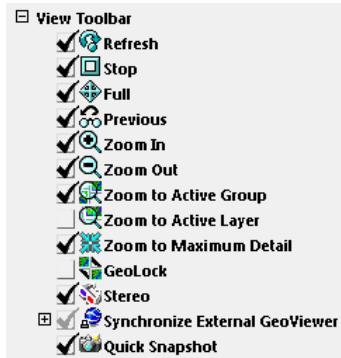 View Toolbar
Refresh
Stop
Full
Previous
Zoom In
Zoom Out
Zoom to Active Group
Zoom to Active Layer
Zoom to Maximum Detail
GeoLock
Stereo
Synchronize External GeoViewer
Quick Snapshot